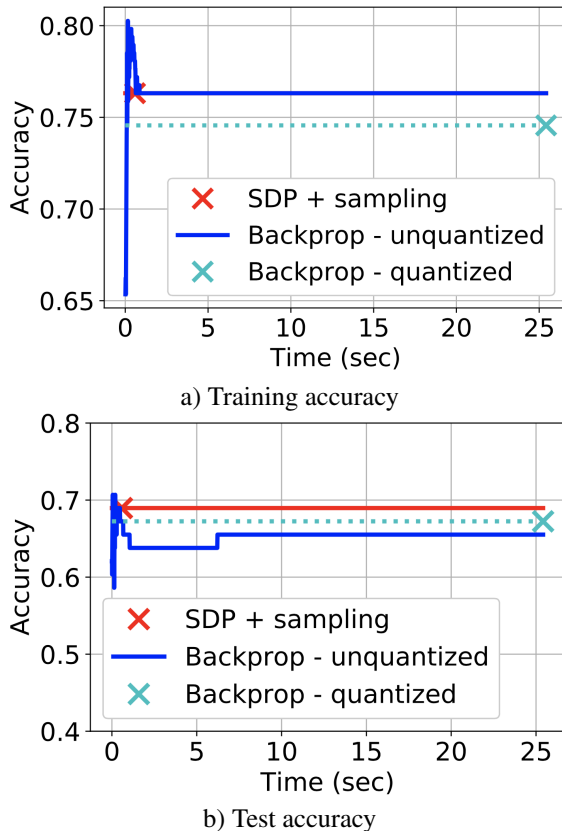 0.80
0.75
0.70
0.65
Accuracy
SDP + sampling
Backprop - unquantized
Backprop - quantized
0 5 10 15 20 25
Time (sec)
a) Training accuracy
0.8
0.7
0.6
0.5
0.4
Accuracy
SDP + sampling
Backprop - unquantized
Backprop - quantized
0 5 10 15 20 25
Time (sec)
b) Test accuracy